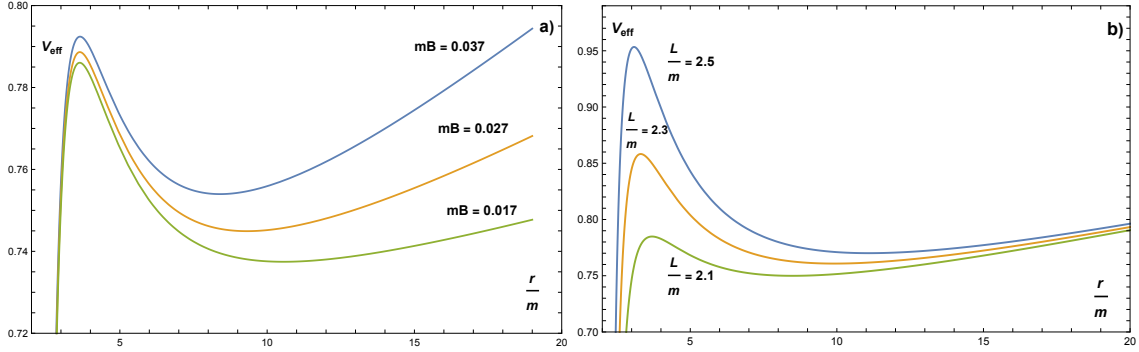 a)
V_eff
mB = 0.037
mB = 0.027
mB = 0.017
r/m
0.80
0.78
0.76
0.74
0.72
5
10
15
20
b)
V_eff
L/m = 2.5
L/m = 2.3
L/m = 2.1
r/m
0.95
0.90
0.85
0.80
0.75
0.70
5
10
15
20